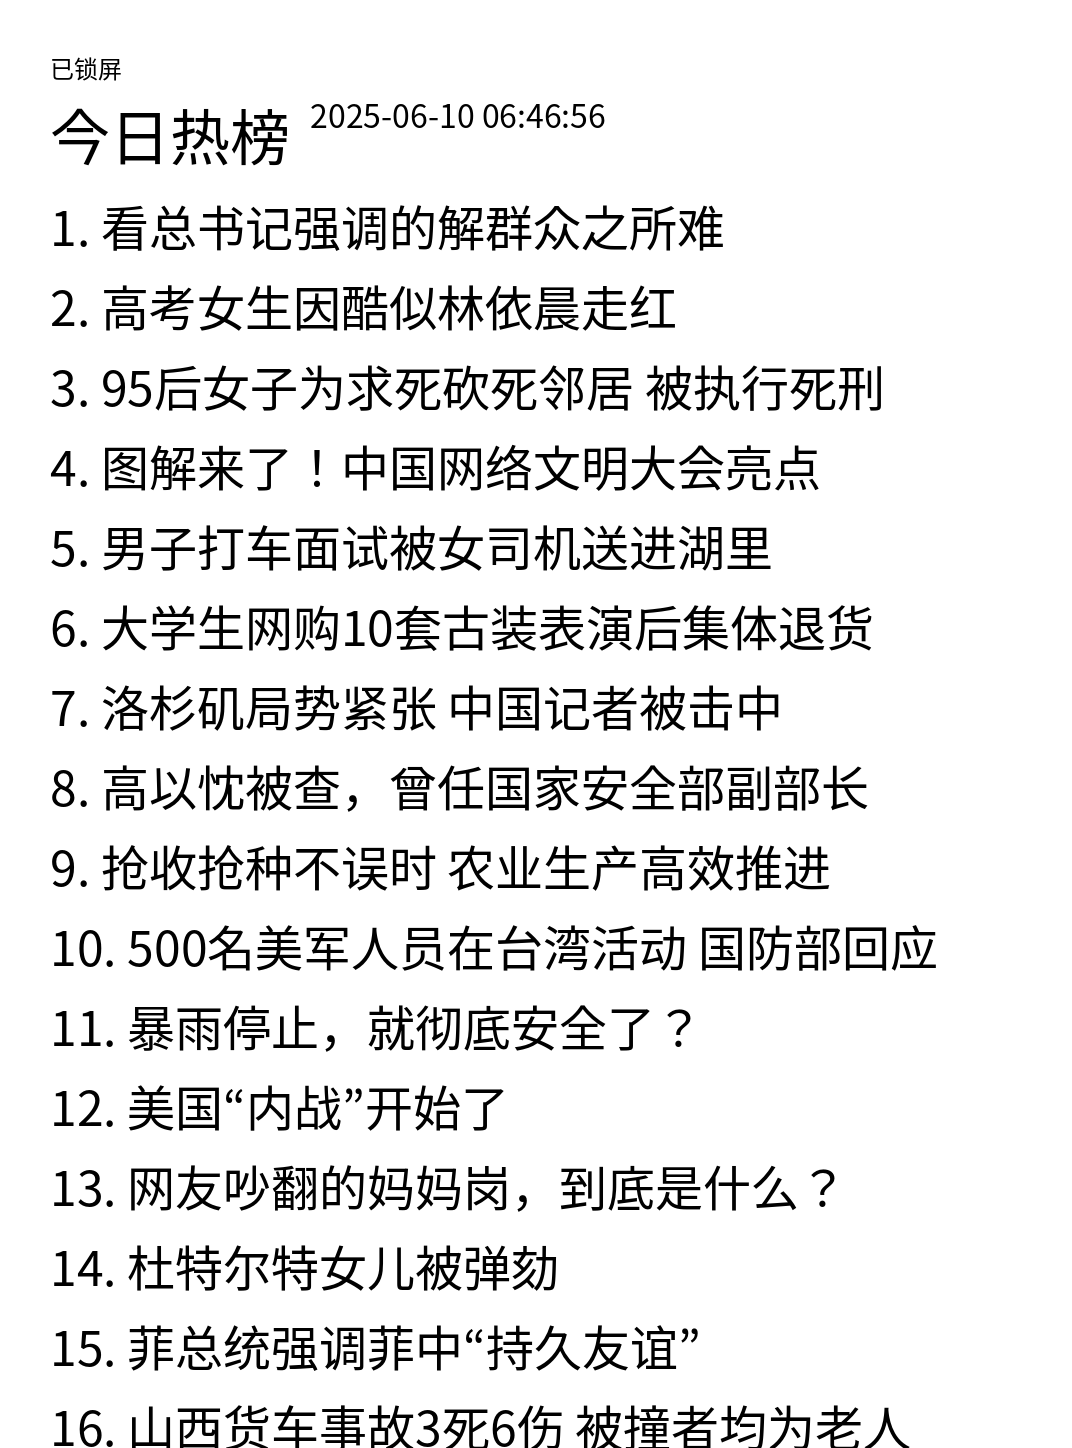 已锁屏
今日热榜 2025-06-10 06:46:56
1. 看总书记强调的解群众之所难
2. 高考女生因酷似林依晨走红
3. 95后女子为求死砍死邻居 被执行死刑
4. 图解来了！中国网络文明大会亮点
5. 男子打车面试被女司机送进湖里
6. 大学生网购10套古装表演后集体退货
7. 洛杉矶局势紧张 中国记者被击中
8. 高以忱被查，曾任国家安全部副部长
9. 抢收抢种不误时 农业生产高效推进
10. 500名美军人员在台湾活动 国防部回应
11. 暴雨停止，就彻底安全了？
12. 美国“内战”开始了
13. 网友吵翻的妈妈岗，到底是什么？
14. 杜特尔特女儿被弹劾
15. 菲总统强调菲中“持久友谊”
16. 山西货车事故3死6伤 被撞者均为老人